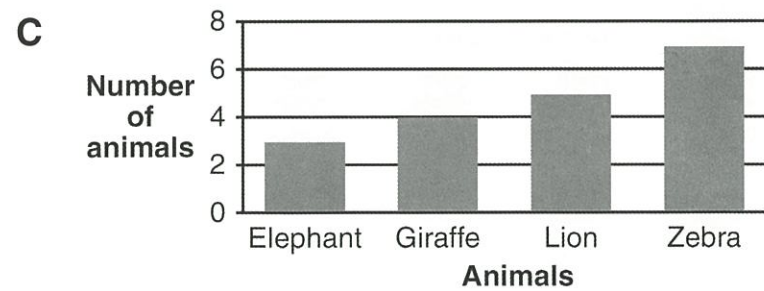 C
Number
of
animals
8
6
4
2
0
Elephant Giraffe Lion Zebra
Animals